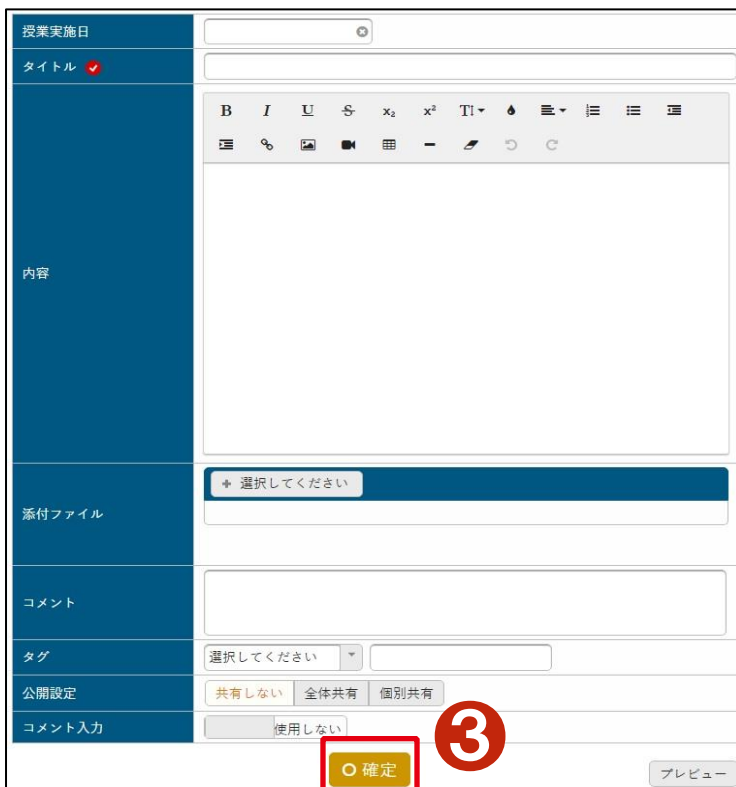 授業実施日
タイトル
B I U S x₂ x² TI
内容
添付ファイル
+ 選択してください
コメント
タグ 選択してください
公開設定 共有しない 全体共有 個別共有
コメント入力 使用しない
確定
3
プレビュー